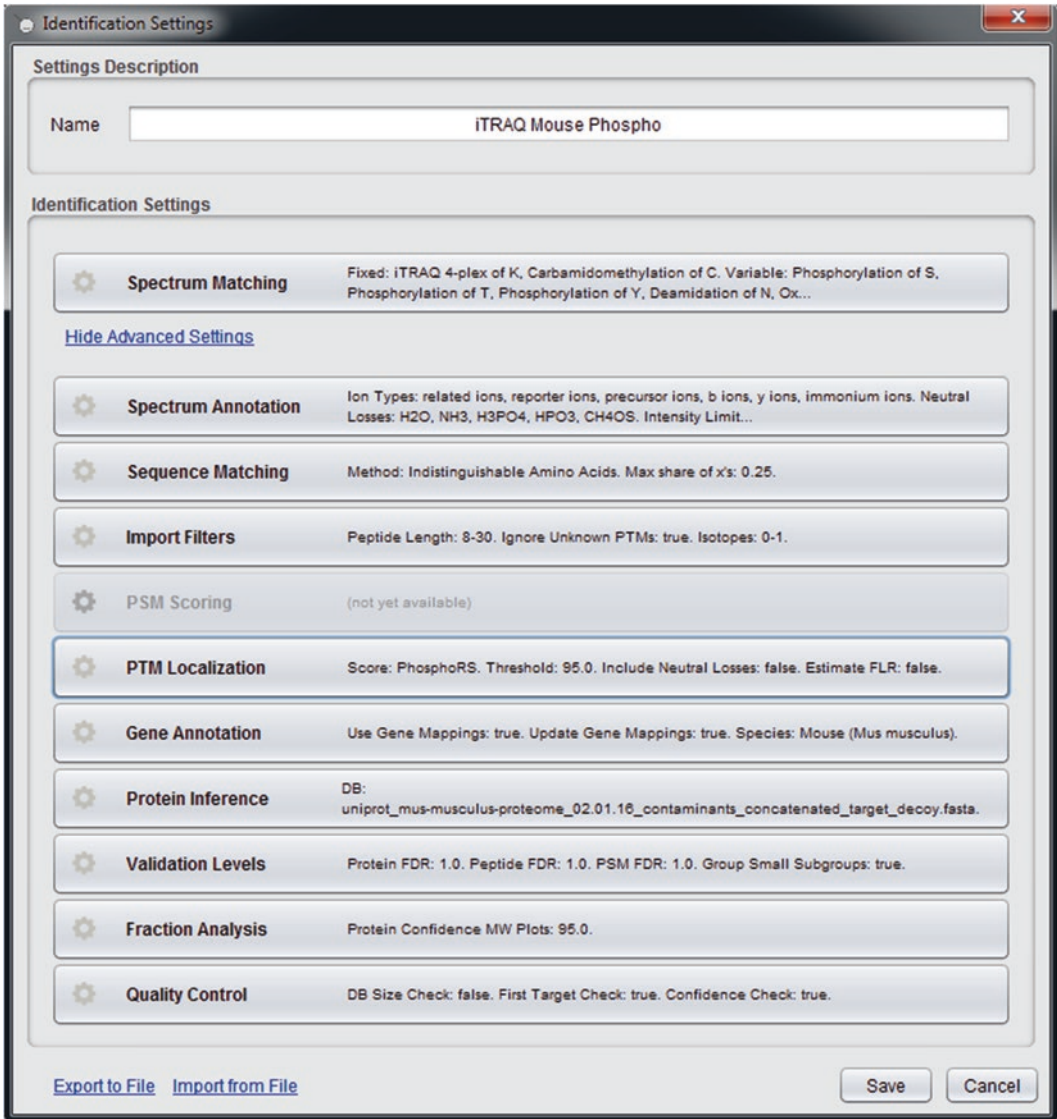 Identification Settings
Settings Description
Name
iTRAQ Mouse Phospho
Identification Settings
Spectrum Matching
Fixed: iTRAQ 4-plex of K, Carbamidomethylation of C. Variable: Phosphorylation of S,
Phosphorylation of T, Phosphorylation of Y, Deamidation of N, Ox...
Hide Advanced Settings
Spectrum Annotation
Ion Types: related ions, reporter ions, precursor ions, b ions, y ions, immonium ions. Neutral
Losses: H2O, NH3, H3PO4, HPO3, CH4OS. Intensity Limit...
Sequence Matching
Method: Indistinguishable Amino Acids. Max share of x's: 0.25.
Import Filters
Peptide Length: 8-30. Ignore Unknown PTMs: true. Isotopes: 0-1.
PSM Scoring
(not yet available)
PTM Localization
Score: PhosphoRS. Threshold: 95.0. Include Neutral Losses: false. Estimate FLR: false.
Gene Annotation
Use Gene Mappings: true. Update Gene Mappings: true. Species: Mouse (Mus musculus).
Protein Inference
DB:
uniprot_mus-musculus-proteome_02.01.16_contaminants_concatenated_target_decoy.fasta.
Validation Levels
Protein FDR: 1.0. Peptide FDR: 1.0. PSM FDR: 1.0. Group Small Subgroups: true.
Fraction Analysis
Protein Confidence MW Plots: 95.0.
Quality Control
DB Size Check: false. First Target Check: true. Confidence Check: true.
Export to File
Import from File
Save
Cancel